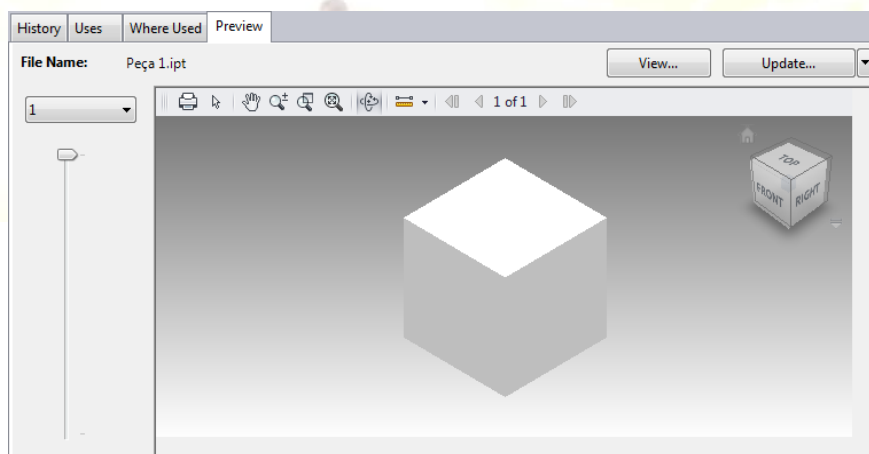 History Uses Where Used Preview
File Name: Peça 1.ipt View... Update...
1
1 of 1
TOP
FRONT RIGHT